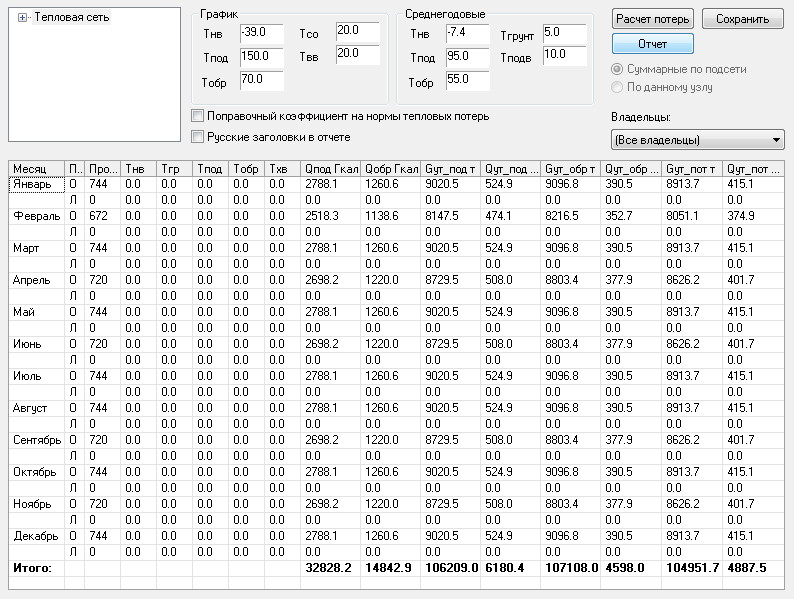 Тепловая сеть
График
Тнв -39.0 Тсо 20.0
Тпод 150.0 Твв 20.0
Тобр 70.0
Среднегодовые
Тнв -7.4 Тгрунт 5.0
Тпод 95.0 Тподв 10.0
Тобр 55.0
Поправочный коэффициент на нормы тепловых потерь
Русские заголовки в отчете
Расчет потерь Сохранить
Отчет
Суммарные по подсети
По данному узлу
Владельцы:
(Все владельцы)
Месяц П.. Про... Тнв Тгр Тпод Тобр Тхв Qпод Гкал Qобр Гкал Gут_под т Qут_под ... Gут_обр т Qут_обр ... Gут_пот т Qут_пот ...
Январь О 744 0.0 0.0 0.0 0.0 0.0 2788.1 1260.6 9020.5 524.9 9096.8 390.5 8913.7 415.1
Л 0 0.0 0.0 0.0 0.0 0.0 0.0 0.0 0.0 0.0 0.0 0.0 0.0 0.0
Февраль О 672 0.0 0.0 0.0 0.0 0.0 2518.3 1138.6 8147.5 474.1 8216.5 352.7 8051.1 374.9
Л 0 0.0 0.0 0.0 0.0 0.0 0.0 0.0 0.0 0.0 0.0 0.0 0.0 0.0
Март О 744 0.0 0.0 0.0 0.0 0.0 2788.1 1260.6 9020.5 524.9 9096.8 390.5 8913.7 415.1
Л 0 0.0 0.0 0.0 0.0 0.0 0.0 0.0 0.0 0.0 0.0 0.0 0.0 0.0
Апрель О 720 0.0 0.0 0.0 0.0 0.0 2698.2 1220.0 8729.5 508.0 8803.4 377.9 8626.2 401.7
Л 0 0.0 0.0 0.0 0.0 0.0 0.0 0.0 0.0 0.0 0.0 0.0 0.0 0.0
Май О 744 0.0 0.0 0.0 0.0 0.0 2788.1 1260.6 9020.5 524.9 9096.8 390.5 8913.7 415.1
Л 0 0.0 0.0 0.0 0.0 0.0 0.0 0.0 0.0 0.0 0.0 0.0 0.0 0.0
Июнь О 720 0.0 0.0 0.0 0.0 0.0 2698.2 1220.0 8729.5 508.0 8803.4 377.9 8626.2 401.7
Л 0 0.0 0.0 0.0 0.0 0.0 0.0 0.0 0.0 0.0 0.0 0.0 0.0 0.0
Июль О 744 0.0 0.0 0.0 0.0 0.0 2788.1 1260.6 9020.5 524.9 9096.8 390.5 8913.7 415.1
Л 0 0.0 0.0 0.0 0.0 0.0 0.0 0.0 0.0 0.0 0.0 0.0 0.0 0.0
Август О 744 0.0 0.0 0.0 0.0 0.0 2788.1 1260.6 9020.5 524.9 9096.8 390.5 8913.7 415.1
Л 0 0.0 0.0 0.0 0.0 0.0 0.0 0.0 0.0 0.0 0.0 0.0 0.0 0.0
Сентябрь О 720 0.0 0.0 0.0 0.0 0.0 2698.2 1220.0 8729.5 508.0 8803.4 377.9 8626.2 401.7
Л 0 0.0 0.0 0.0 0.0 0.0 0.0 0.0 0.0 0.0 0.0 0.0 0.0 0.0
Октябрь О 744 0.0 0.0 0.0 0.0 0.0 2788.1 1260.6 9020.5 524.9 9096.8 390.5 8913.7 415.1
Л 0 0.0 0.0 0.0 0.0 0.0 0.0 0.0 0.0 0.0 0.0 0.0 0.0 0.0
Ноябрь О 720 0.0 0.0 0.0 0.0 0.0 2698.2 1220.0 8729.5 508.0 8803.4 377.9 8626.2 401.7
Л 0 0.0 0.0 0.0 0.0 0.0 0.0 0.0 0.0 0.0 0.0 0.0 0.0 0.0
Декабрь О 744 0.0 0.0 0.0 0.0 0.0 2788.1 1260.6 9020.5 524.9 9096.8 390.5 8913.7 415.1
Л 0 0.0 0.0 0.0 0.0 0.0 0.0 0.0 0.0 0.0 0.0 0.0 0.0 0.0
Итого: 32828.2 14842.9 106209.0 6180.4 107108.0 4598.0 104951.7 4887.5